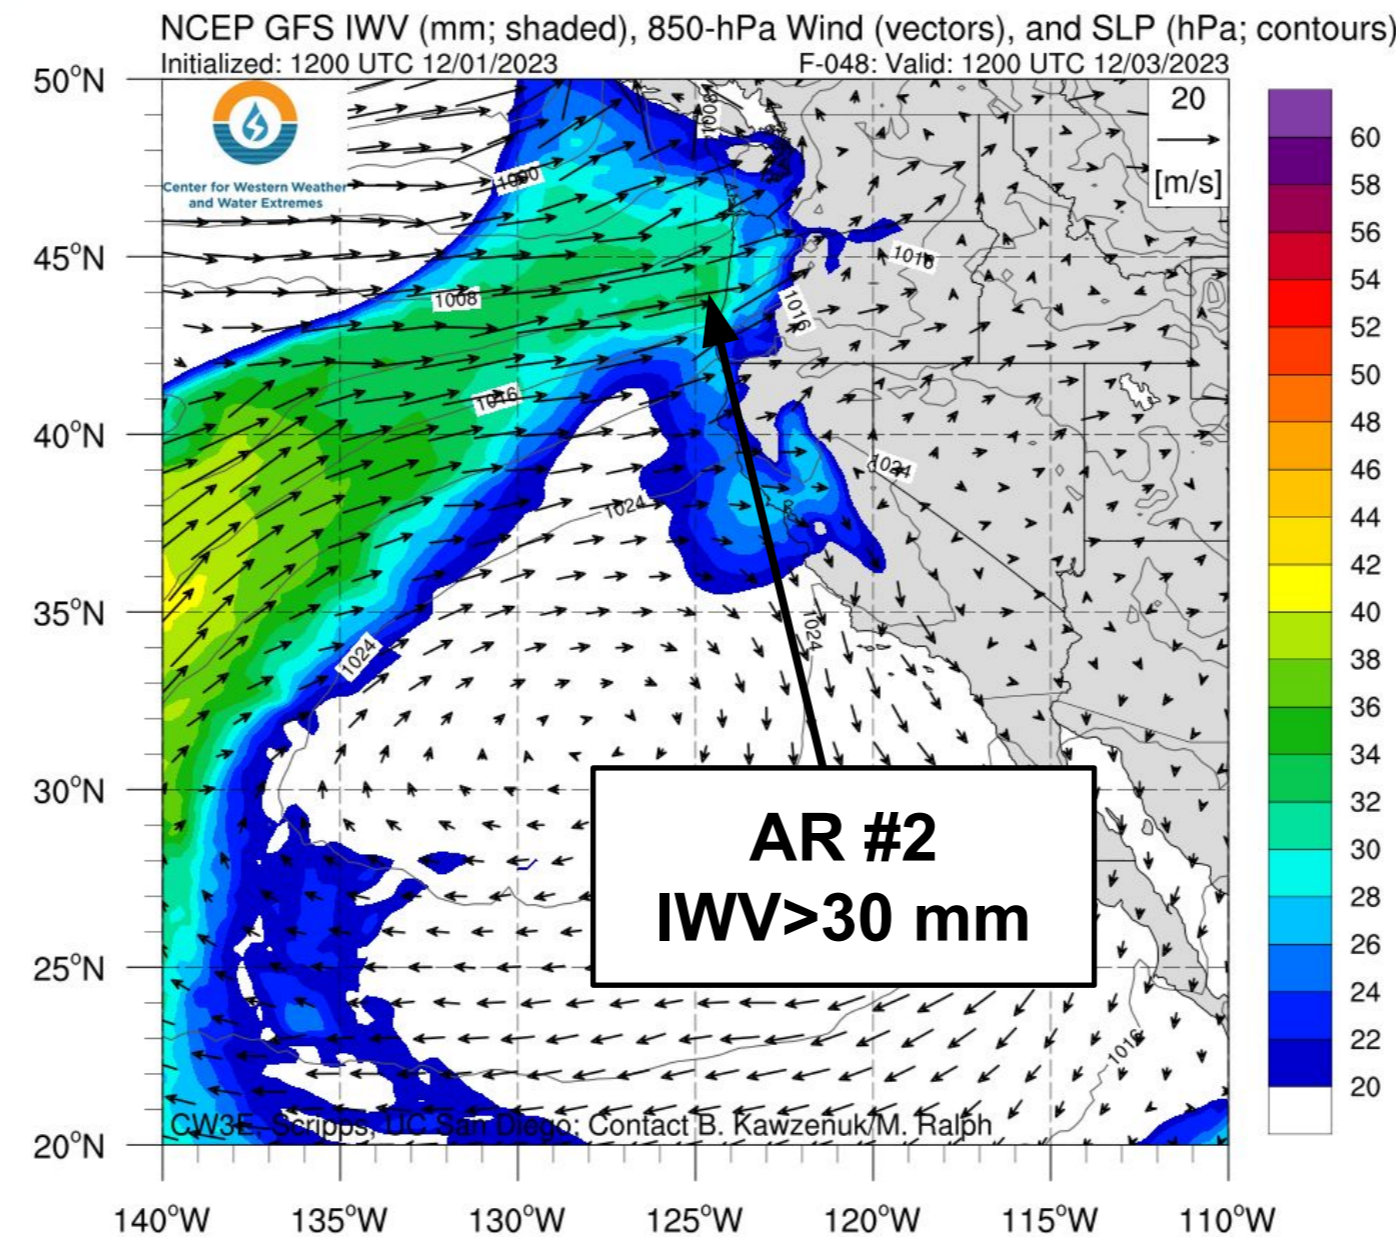 NCEP GFS IWV (mm; shaded), 850-hPa Wind (vectors), and SLP (hPa; contours)
Initialized: 1200 UTC 12/01/2023
F-048: Valid: 1200 UTC 12/03/2023
Center for Western Weather
and Water Extremes
20
[m/s]
50°N
45°N
40°N
35°N
30°N
25°N
20°N
1008
1000
1016
1008
1016
1016
1024
1024
1024
1024
1016
AR #2
IWV>30 mm
CW3E, Scripps, UC San Diego; Contact B. Kawzenuk/M. Ralph
140°W
135°W
130°W
125°W
120°W
115°W
110°W
60
58
56
54
52
50
48
46
44
42
40
38
36
34
32
30
28
26
24
22
20